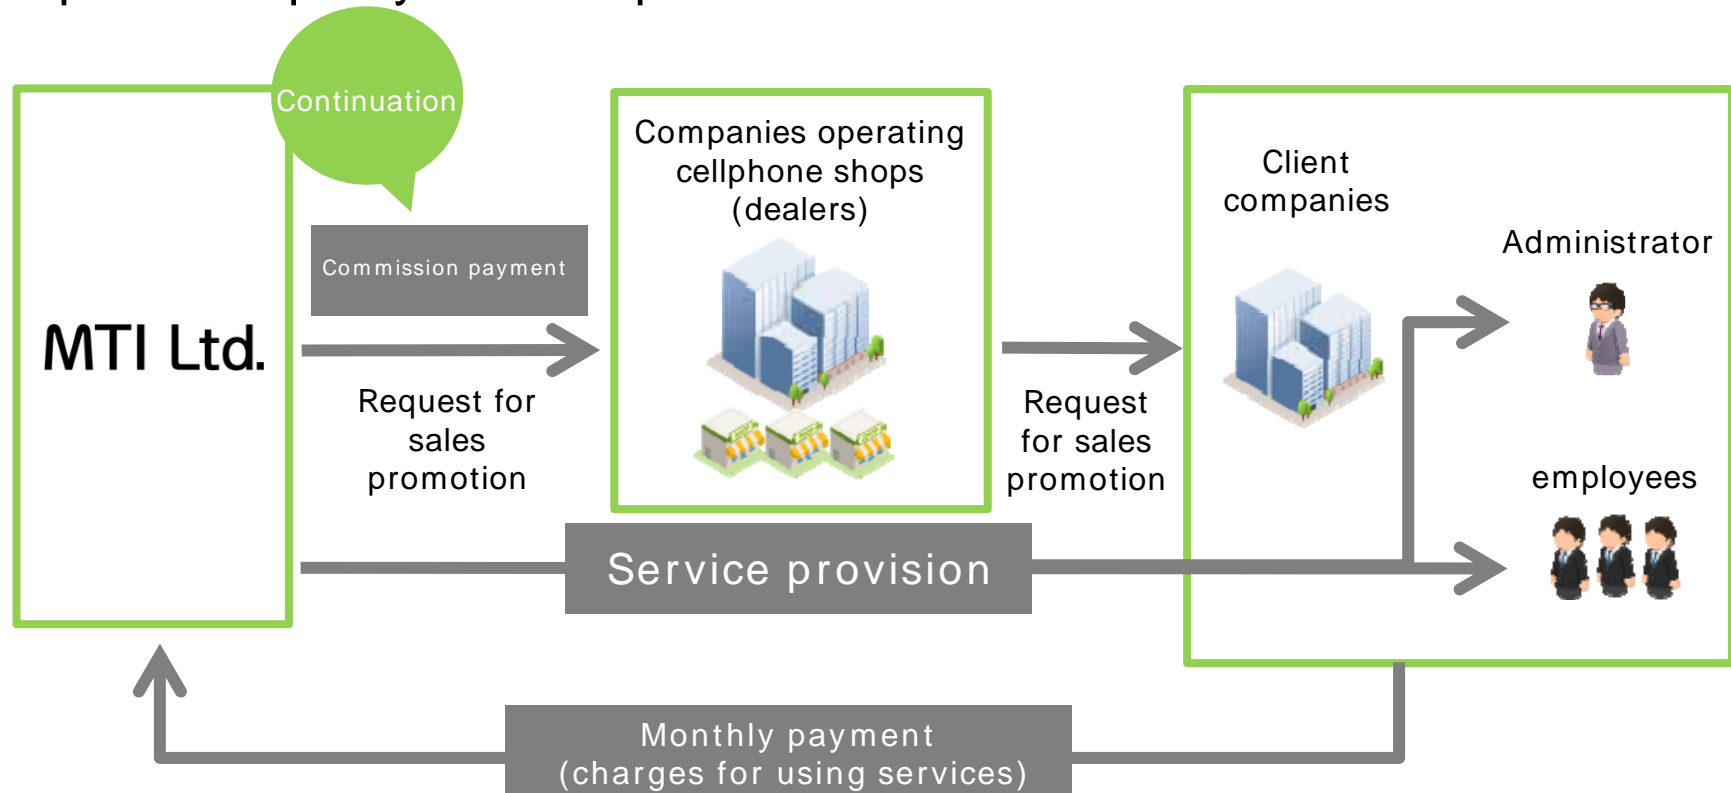 Continuation
Companies operating
cellphone shops
(dealers)
Client
companies
Administrator
Commission payment
MTI Ltd.
Request for
sales
promotion
Request
for sales
promotion
employees
Service provision
Monthly payment
(charges for using services)